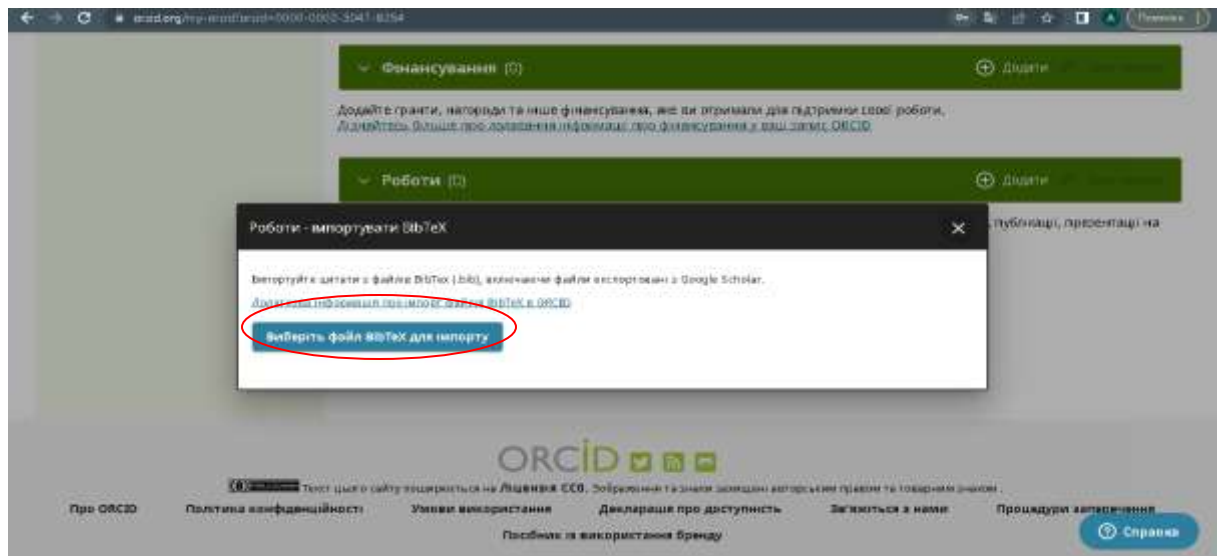 Фінансування (0)
Додати
Додайте гранти, нагороди та інше фінансування, яке ви отримали для підтримки своєї роботи.
Дізнайтесь більше про додавання інформації про фінансування у ваш запис ORCID
Роботи (0)
Додати
публікації, презентації на
Роботи - імпортувати BibTeX
Імпортуйте цитати з файлів BibTex (.bib), включаючи файли експортовані з Google Scholar.
Додаткова інформація про імпорт файлів BibTeX в ORCID
Виберіть файл BibTeX для імпорту
ORCID
Текст цього сайту поширюється на Ліцензія CC0. Зображення та знаки захищені авторським правом та товарним знаком.
Про ORCID Політика конфіденційності Умови використання Декларація про доступність Зв'яжіться з нами Процедури заперечення
Посібник із використання бренду
Справка